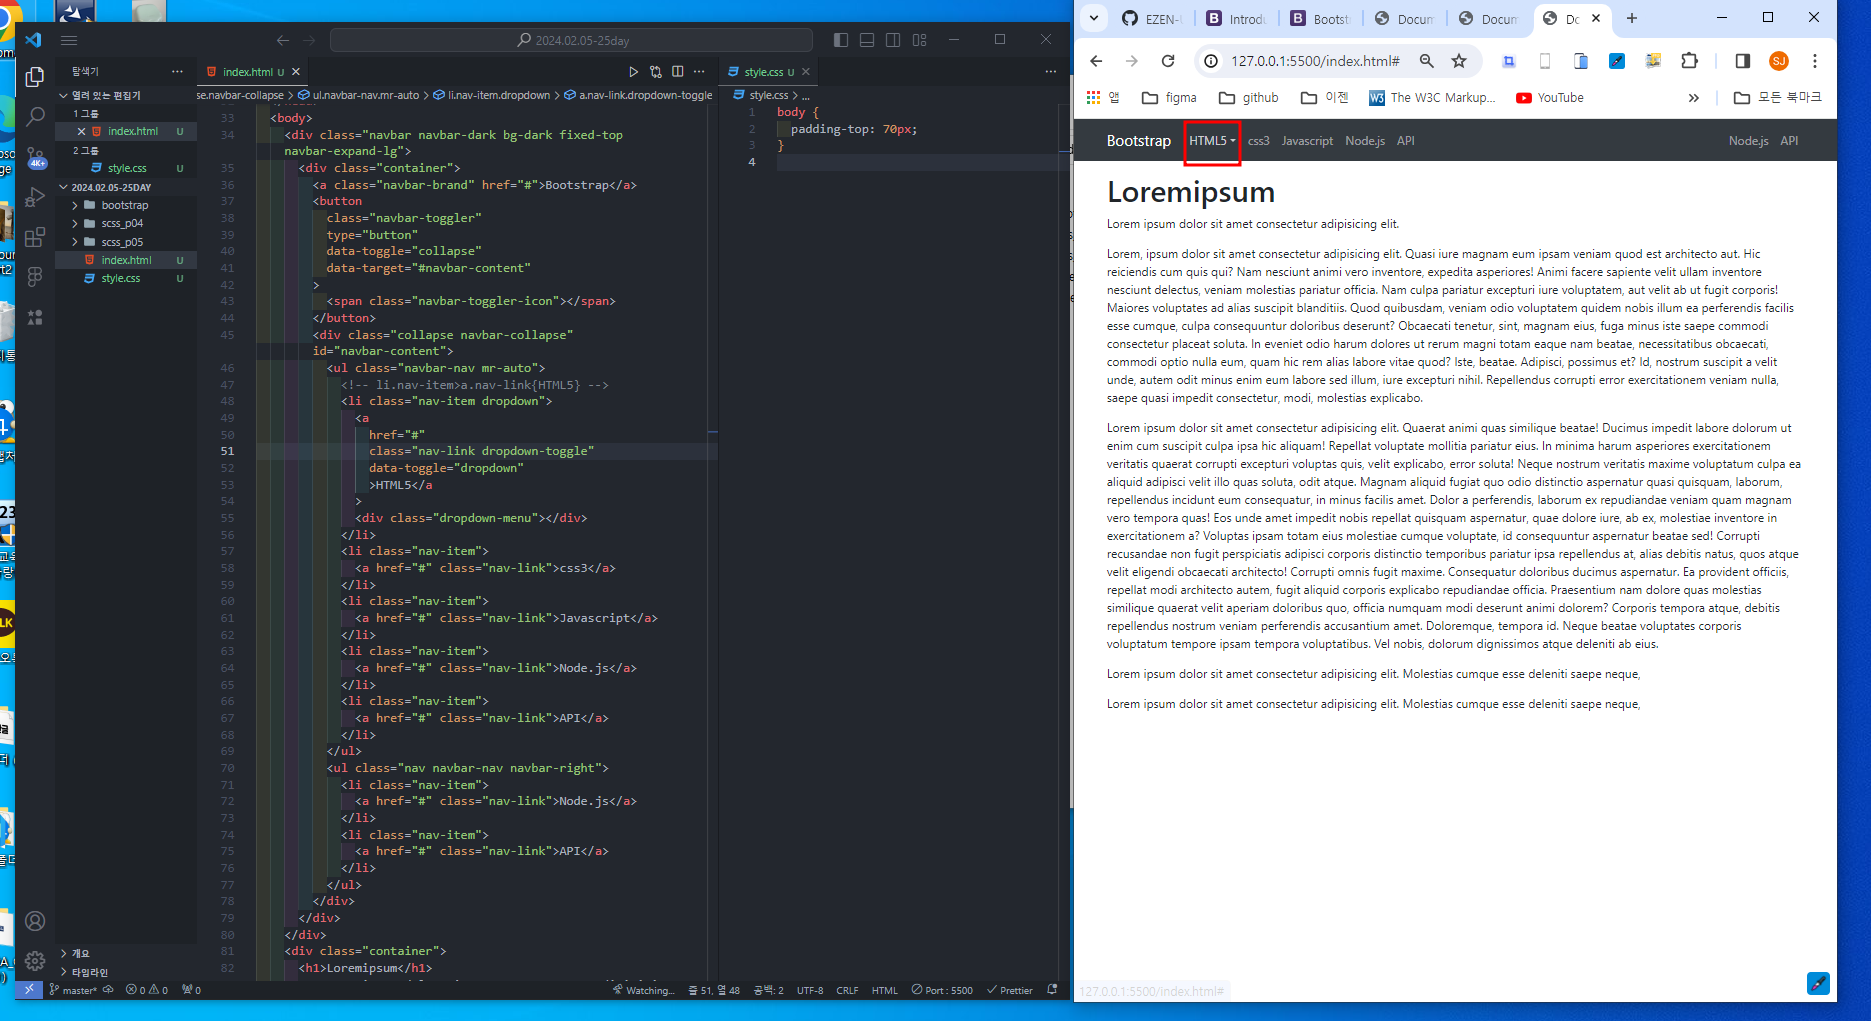 2024.02.05-25day
탐색기
열려 있는 편집기
1 그룹
index.html U
2 그룹
style.css U
2024.02.05-25DAY
bootstrap
scss_p04
scss_p05
index.html U
style.css U
개요
타임라인
4K+
index.html U
se.navbar-collapse > ul.navbar-nav.mr-auto > li.nav-item.dropdown > a.nav-link.dropdown-toggle
33 <body>
34 <div class="navbar navbar-dark bg-dark fixed-top
navbar-expand-lg">
35 <div class="container">
36 <a class="navbar-brand" href="#">Bootstrap</a>
37 <button
38 class="navbar-toggler"
39 type="button"
40 data-toggle="collapse"
41 data-target="#navbar-content"
42 >
43 <span class="navbar-toggler-icon"></span>
44 </button>
45 <div class="collapse navbar-collapse"
id="navbar-content">
46 <ul class="navbar-nav mr-auto">
47 <!-- li.nav-item>a.nav-link{HTML5} -->
48 <li class="nav-item dropdown">
49 <a
50 href="#"
51 class="nav-link dropdown-toggle"
52 data-toggle="dropdown"
53 >HTML5</a
54 >
55 <div class="dropdown-menu"></div>
56 </li>
57 <li class="nav-item">
58 <a href="#" class="nav-link">css3</a>
59 </li>
60 <li class="nav-item">
61 <a href="#" class="nav-link">Javascript</a>
62 </li>
63 <li class="nav-item">
64 <a href="#" class="nav-link">Node.js</a>
65 </li>
66 <li class="nav-item">
67 <a href="#" class="nav-link">API</a>
68 </li>
69 </ul>
70 <ul class="nav navbar-nav navbar-right">
71 <li class="nav-item">
72 <a href="#" class="nav-link">Node.js</a>
73 </li>
74 <li class="nav-item">
75 <a href="#" class="nav-link">API</a>
76 </li>
77 </ul>
78 </div>
79 </div>
80 </div>
81 <div class="container">
82 <h1>Loremipsum</h1>
style.css U
style.css > ...
1 body {
2 padding-top: 70px;
3 }
4
master* 0 0 0
Watching... 줄 51, 열 48 공백: 2 UTF-8 CRLF HTML Port : 5500 Prettier
EZEN- Introdu Bootst Docum Docum Do
127.0.0.1:5500/index.html# SJ
앱 figma github 이젠 The W3C Markup... YouTube » 모든 북마크
Bootstrap HTML5 css3 Javascript Node.js API Node.js API
Loremipsum
Lorem ipsum dolor sit amet consectetur adipisicing elit.
Lorem, ipsum dolor sit amet consectetur adipisicing elit. Quasi iure magnam eum ipsam veniam quod est architecto aut. Hic
reiciendis cum quis qui? Nam nesciunt animi vero inventore, expedita asperiores! Animi facere sapiente velit ullam inventore
nesciunt delectus, veniam molestias pariatur officia. Nam culpa pariatur excepturi iure voluptatem, aut velit ab ut fugit corporis!
Maiores voluptates ad alias suscipit blanditiis. Quod quibusdam, veniam odio voluptatem quidem nobis illum ea perferendis facilis
esse cumque, culpa consequuntur doloribus deserunt? Obcaecati tenetur, sint, magnam eius, fuga minus iste saepe commodi
consectetur placeat soluta. In eveniet odio harum dolores ut rerum magni totam eaque nam beatae, necessitatibus obcaecati,
commodi optio nulla eum, quam hic rem alias labore vitae quod? Iste, beatae. Adipisci, possimus et? Id, nostrum suscipit a velit
unde, autem odit minus enim eum labore sed illum, iure excepturi nihil. Repellendus corrupti error exercitationem veniam nulla,
saepe quasi impedit consectetur, modi, molestias explicabo.
Lorem ipsum dolor sit amet consectetur adipisicing elit. Quaerat animi quas similique beatae! Ducimus impedit labore dolorum ut
enim cum suscipit culpa ipsa hic aliquam! Repellat voluptate mollitia pariatur eius. In minima harum asperiores exercitationem
veritatis quaerat corrupti excepturi voluptas quis, velit explicabo, error soluta! Neque nostrum veritatis maxime voluptatum culpa ea
aliquid adipisci velit illo quas soluta, odit atque. Magnam aliquid fugiat quo odio distinctio aspernatur quasi quisquam, laborum,
repellendus incidunt eum consequatur, in minus facilis amet. Dolor a perferendis, laborum ex repudiandae veniam quam magnam
vero tempora quas! Eos unde amet impedit nobis repellat quisquam aspernatur, quae dolore iure, ab ex, molestiae inventore in
exercitationem a? Voluptas ipsam totam eius molestiae cumque voluptate, id consequuntur aspernatur beatae sed! Corrupti
recusandae non fugit perspiciatis adipisci corporis distinctio temporibus pariatur ipsa repellendus at, alias debitis natus, quos atque
velit eligendi obcaecati architecto! Corrupti omnis fugit maxime. Consequatur doloribus ducimus aspernatur. Ea provident officiis,
repellat modi architecto autem, fugit aliquid corporis explicabo repudiandae officia. Praesentium nam dolore quas molestias
similique quaerat velit aperiam doloribus quo, officia numquam modi deserunt animi dolorem? Corporis tempora atque, debitis
repellendus nostrum veniam perferendis accusantium amet. Doloremque, tempora id. Neque beatae voluptates corporis
voluptatum tempore ipsam tempora voluptatibus. Vel nobis, dolorum dignissimos atque deleniti ab eius.
Lorem ipsum dolor sit amet consectetur adipisicing elit. Molestias cumque esse deleniti saepe neque,
Lorem ipsum dolor sit amet consectetur adipisicing elit. Molestias cumque esse deleniti saepe neque,
127.0.0.1:5500/index.html#